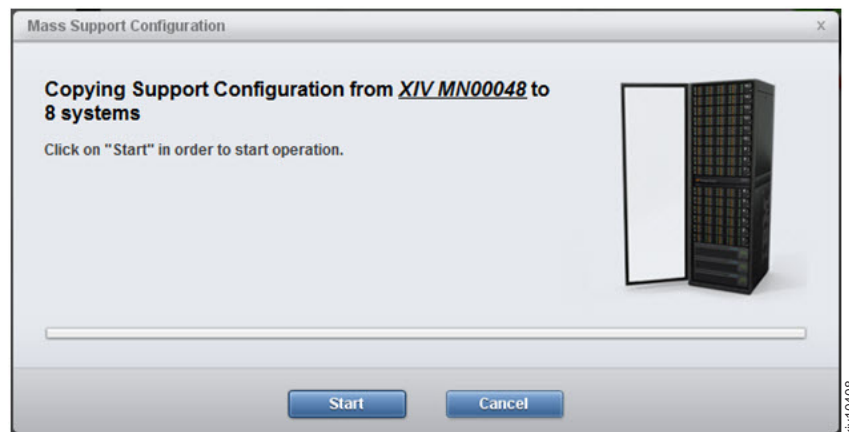 Mass Support Configuration
x
Copying Support Configuration from XIV MN00048 to
8 systems
Click on "Start" in order to start operation.
Start
Cancel